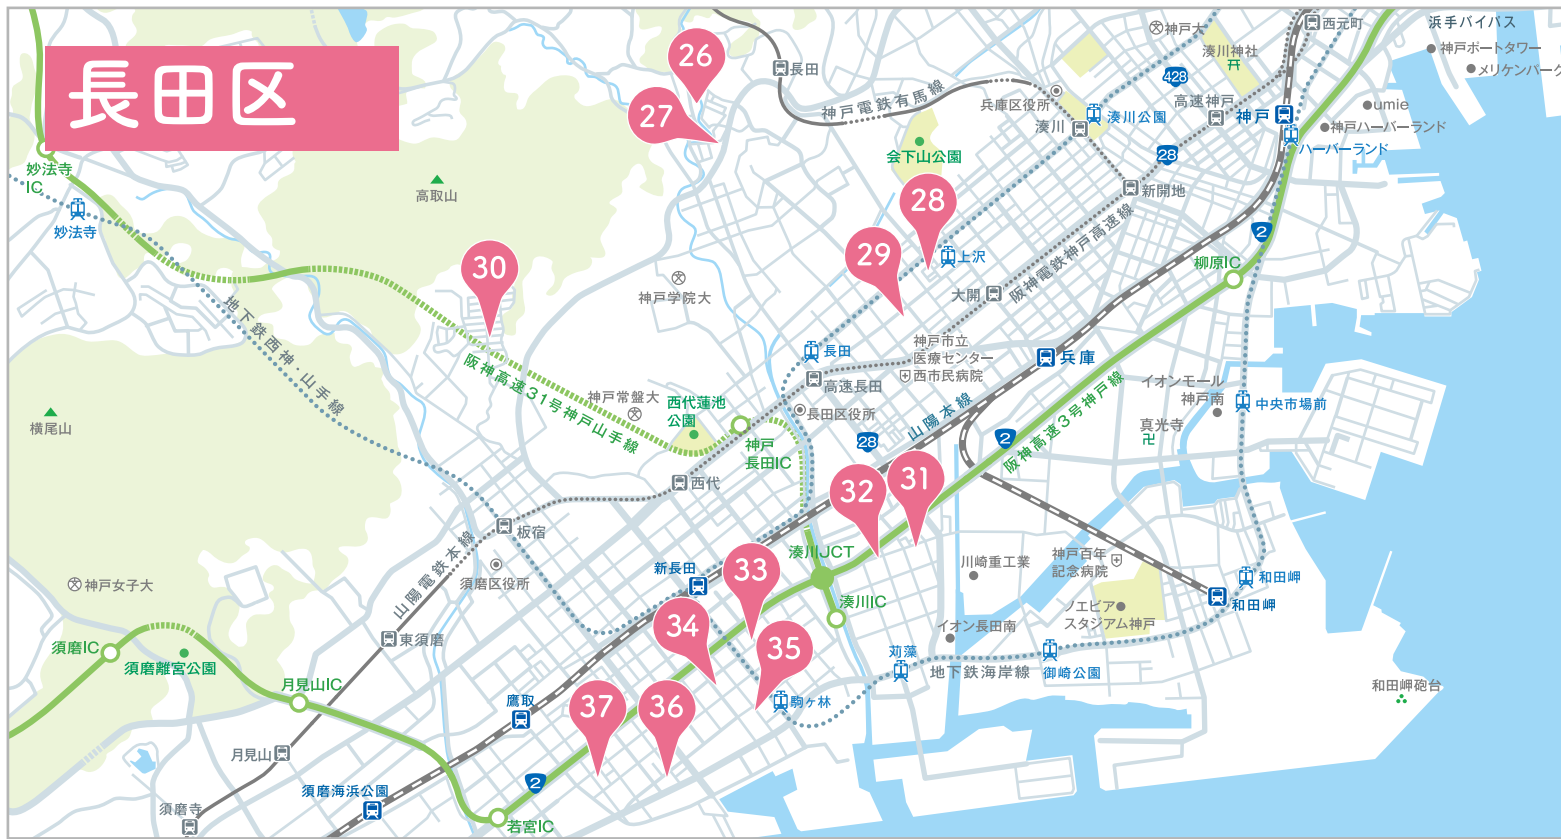 長田区
26
27
28
29
30
31
32
33
34
35
36
37
長田
神戸電鉄有馬線
神戸大
湊川神社
西元町
浜手バイパス
神戸ポートタワー
メリケンパーク
umie
神戸ハーバーランド
ハーバーランド
428
高速神戸
神戸
兵庫区役所
湊川
湊川公園
28
新開地
会下山公園
妙法寺
IC
妙法寺
高取山
地下鉄西神・山手線
横尾山
神戸学院大
上沢
大開
阪神電鉄神戸高速線
2
柳原IC
長田
高速長田
神戸市立
医療センター
西市民病院
兵庫
長田区役所
28
山陽本線
2
阪神高速3号神戸線
イオンモール
神戸南
真光寺
中央市場前
阪神高速31号神戸山手線
神戸常盤大
西代蓮池
公園
神戸
長田IC
西代
板宿
須磨区役所
山陽電鉄本線
神戸女子大
東須磨
須磨IC
須磨離宮公園
月見山IC
月見山
須磨寺
須磨海浜公園
鷹取
2
若宮IC
新長田
湊川JCT
湊川IC
川崎重工業
神戸百年
記念病院
ノエビア
スタジアム神戸
和田岬
和田岬
イオン長田南
苅藻
地下鉄海岸線
御崎公園
駒ヶ林
和田岬砲台